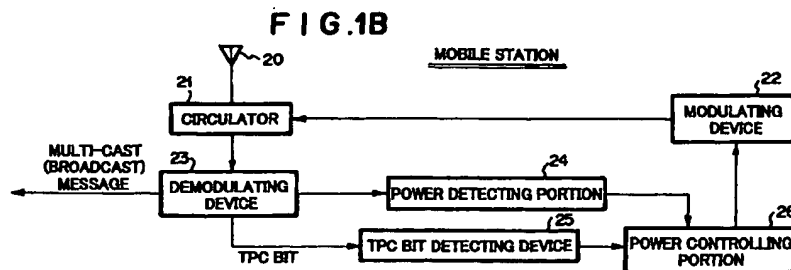 FIG.1B
20
MOBILE STATION
21
22
CIRCULATOR
MODULATING
DEVICE
MULTI-CAST
(BROADCAST)
MESSAGE
23
24
DEMODULATING
DEVICE
POWER DETECTING PORTION
25
26
TPC BIT
TPC BIT DETECTING DEVICE
POWER CONTROLLING
PORTION